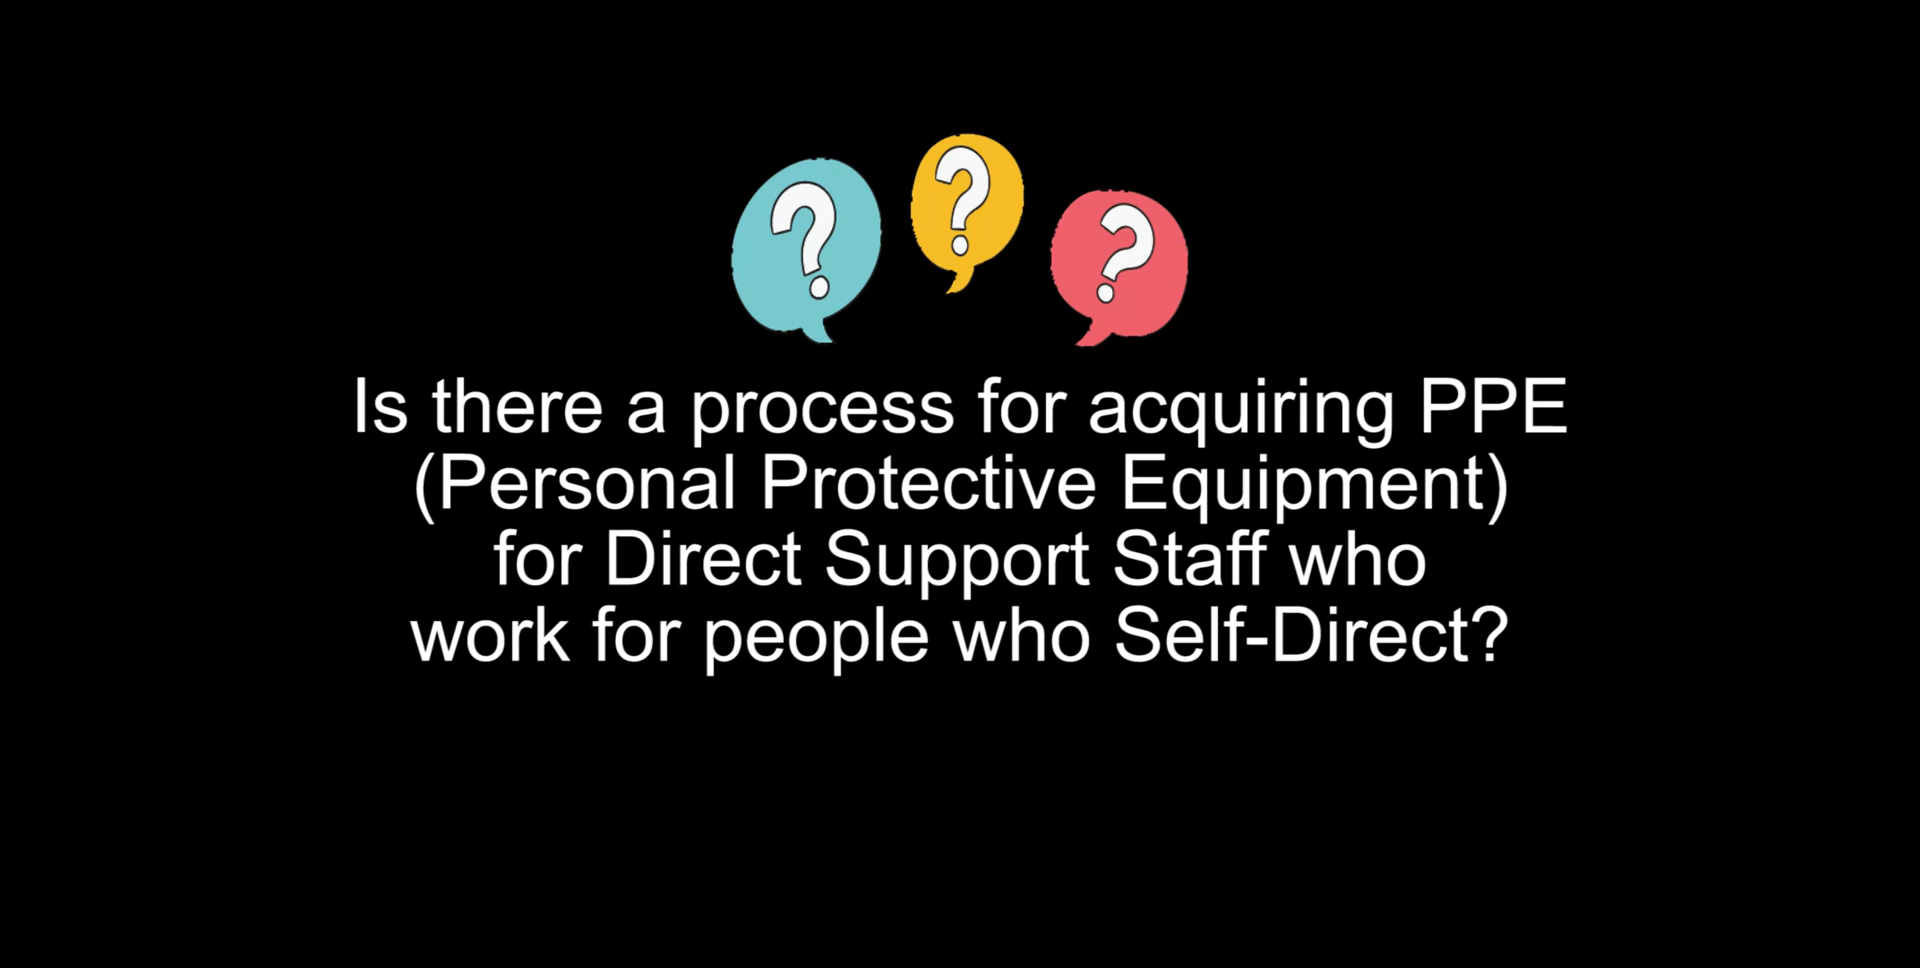 ? ? ?
Is there a process for acquiring PPE
(Personal Protective Equipment)
for Direct Support Staff who
work for people who Self-Direct?